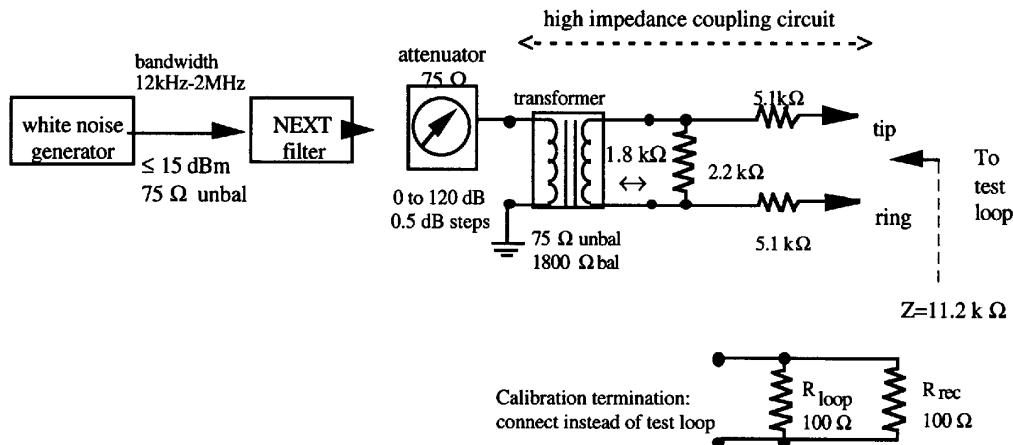 high impedance coupling circuit
bandwidth
12kHz-2MHz
attenuator
75 Ω
white noise
generator
NEXT
filter
transformer
5.1kΩ
tip
≤ 15 dBm
75 Ω unbal
0 to 120 dB
0.5 dB steps
1.8 kΩ
2.2 kΩ
To
test
loop
ring
75 Ω unbal
1800 Ω bal
5.1 kΩ
Z=11.2 k Ω
Calibration termination:
connect instead of test loop
R loop
100 Ω
R rec
100 Ω